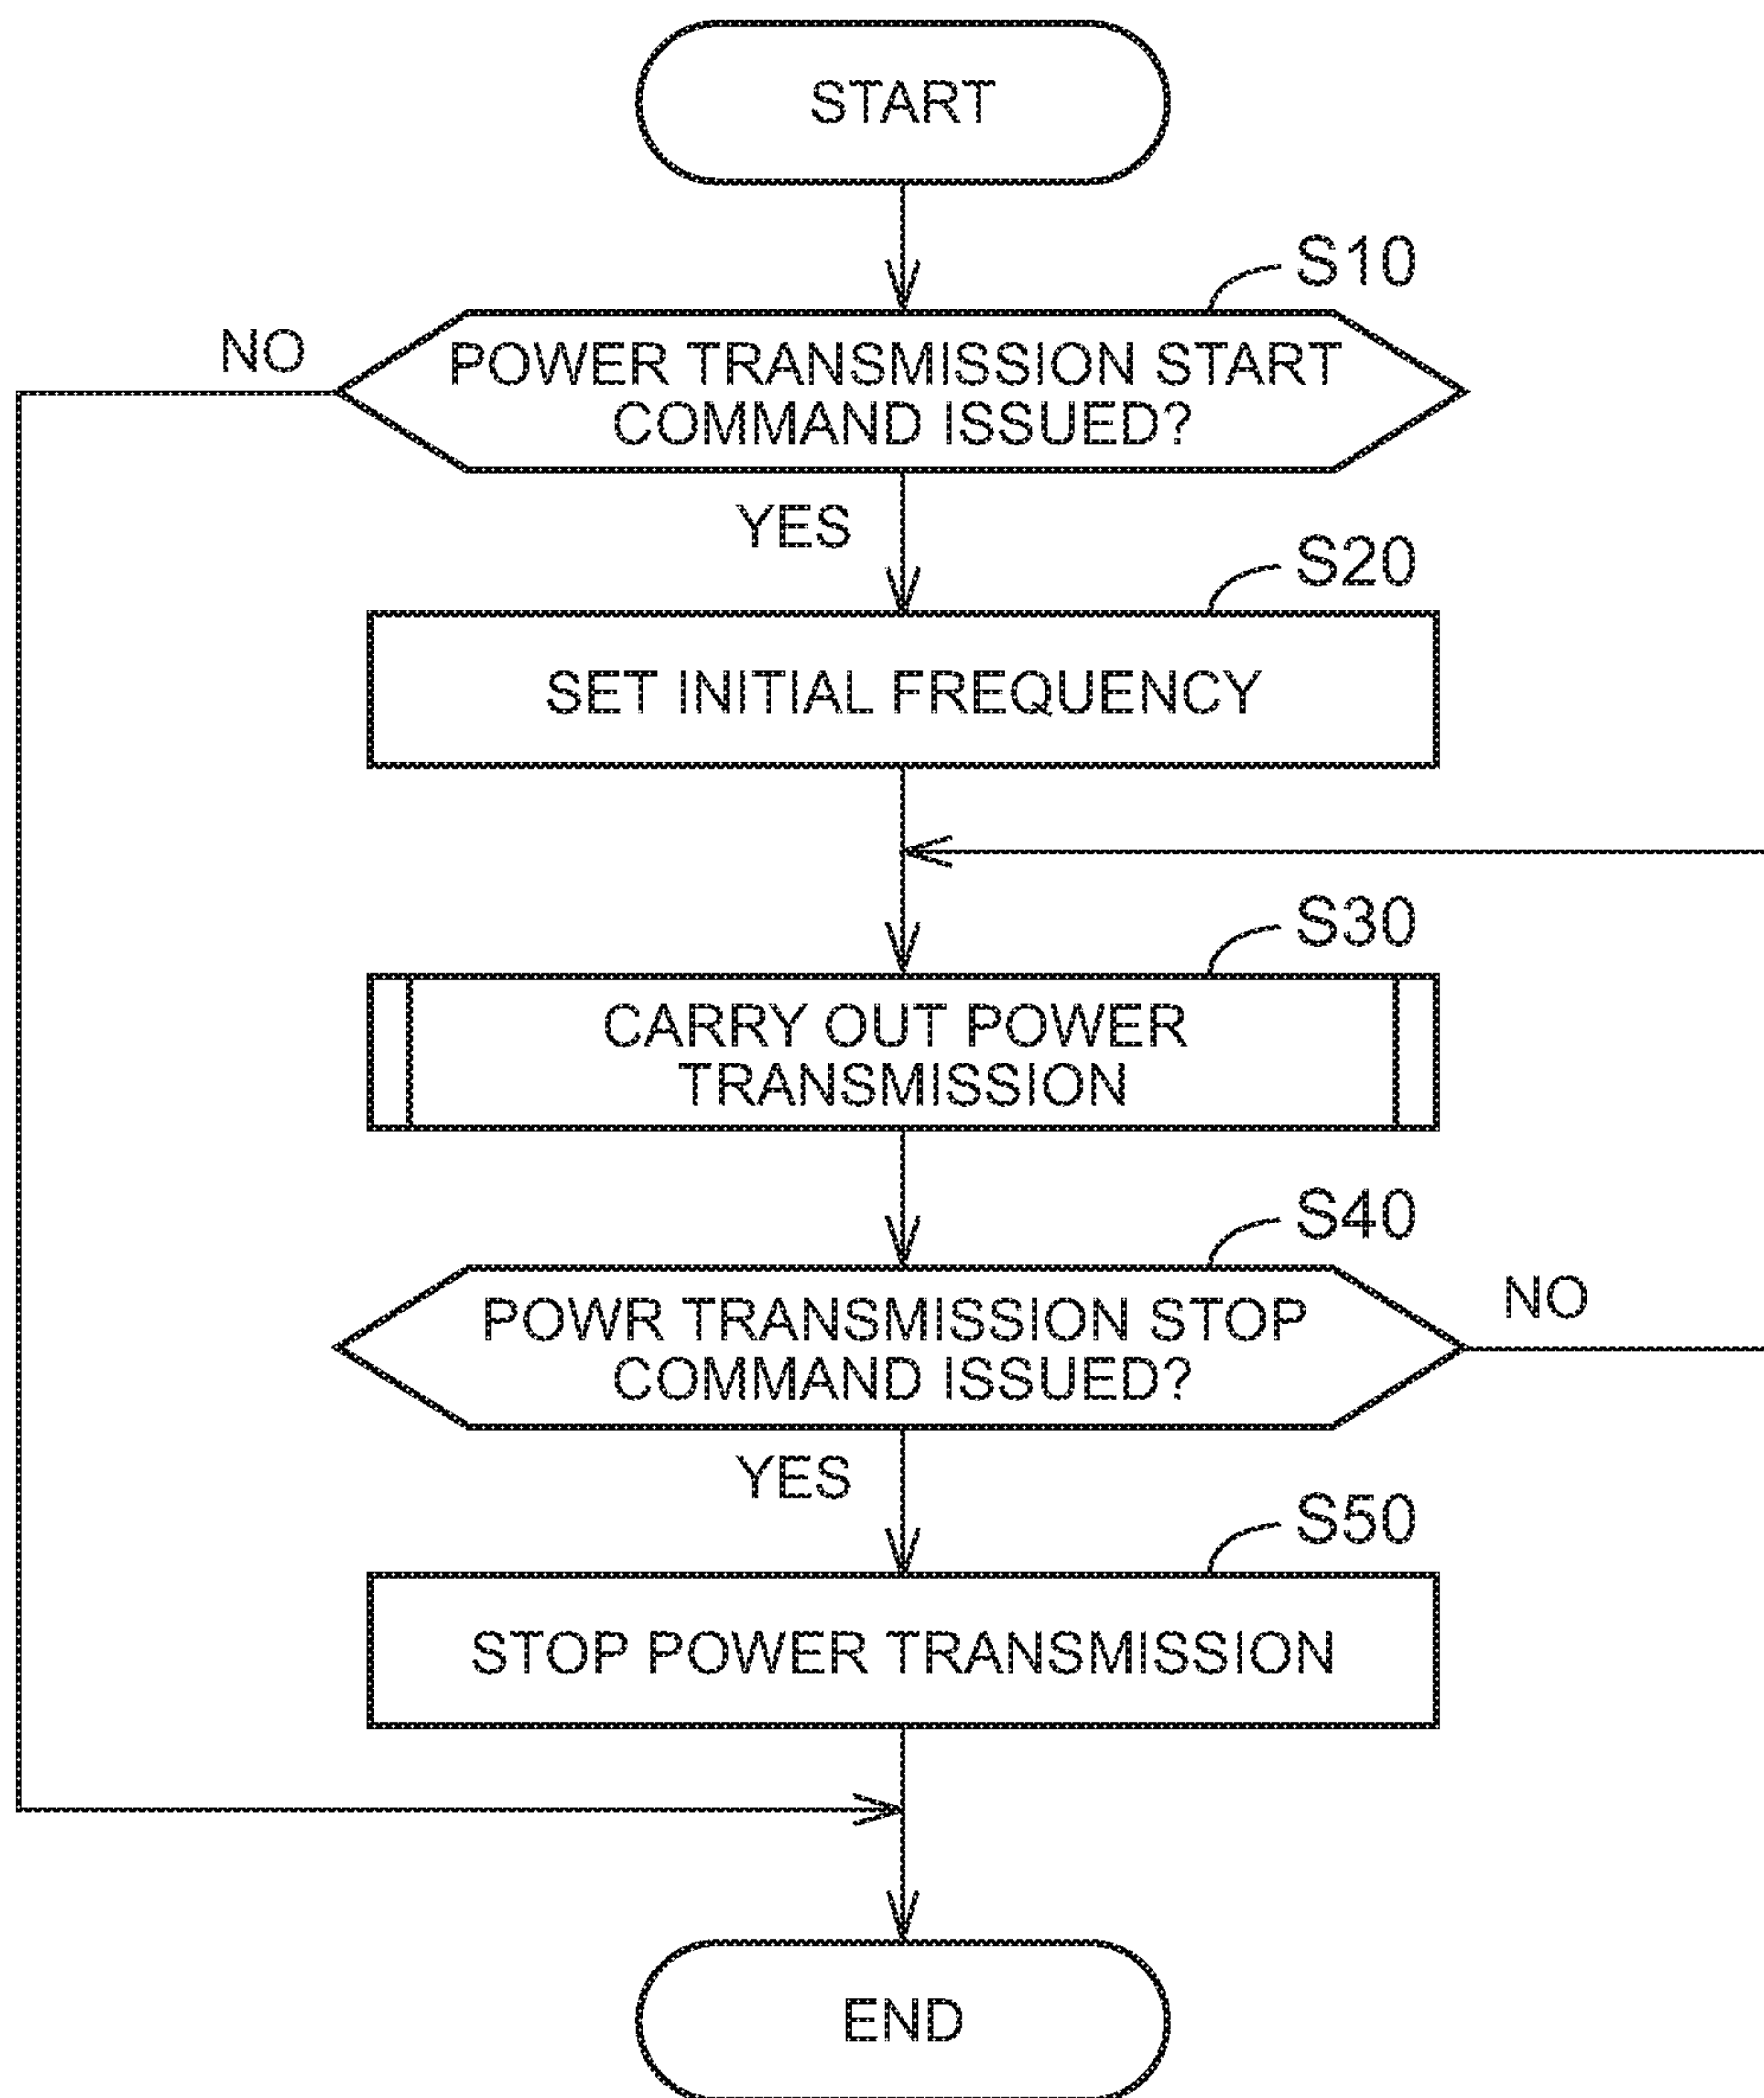 START
S10
NO
POWER TRANSMISSION START
COMMAND ISSUED?
YES
S20
SET INITIAL FREQUENCY
S30
CARRY OUT POWER
TRANSMISSION
S40
POWR TRANSMISSION STOP
COMMAND ISSUED?
NO
YES
S50
STOP POWER TRANSMISSION
END